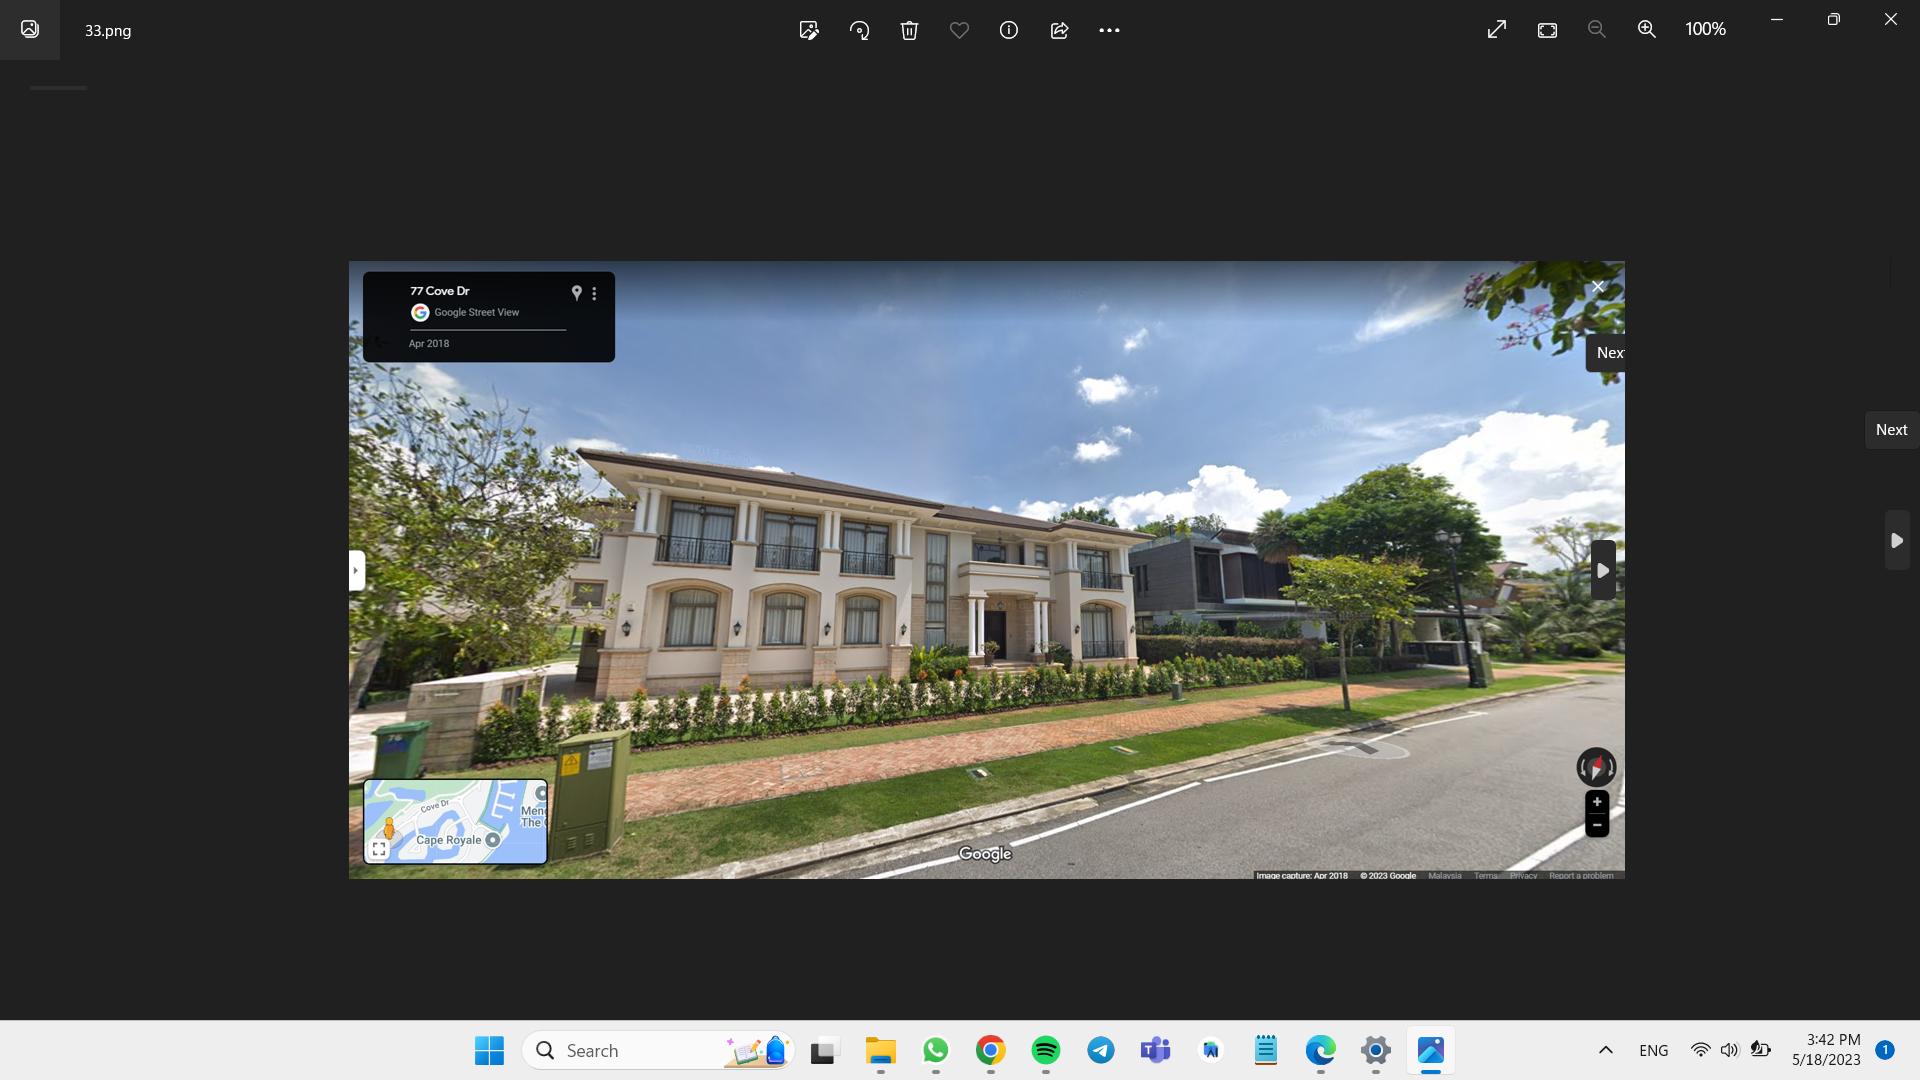 33.png
100%
77 Cove Dr
Google Street View
Apr 2018
Next
76
Cove Dr
Cape Royale
Google
Image capture: Apr 2018 © 2023 Google Malaysia Terms Privacy Report a problem
Search
ENG
3:42 PM
5/18/2023
1